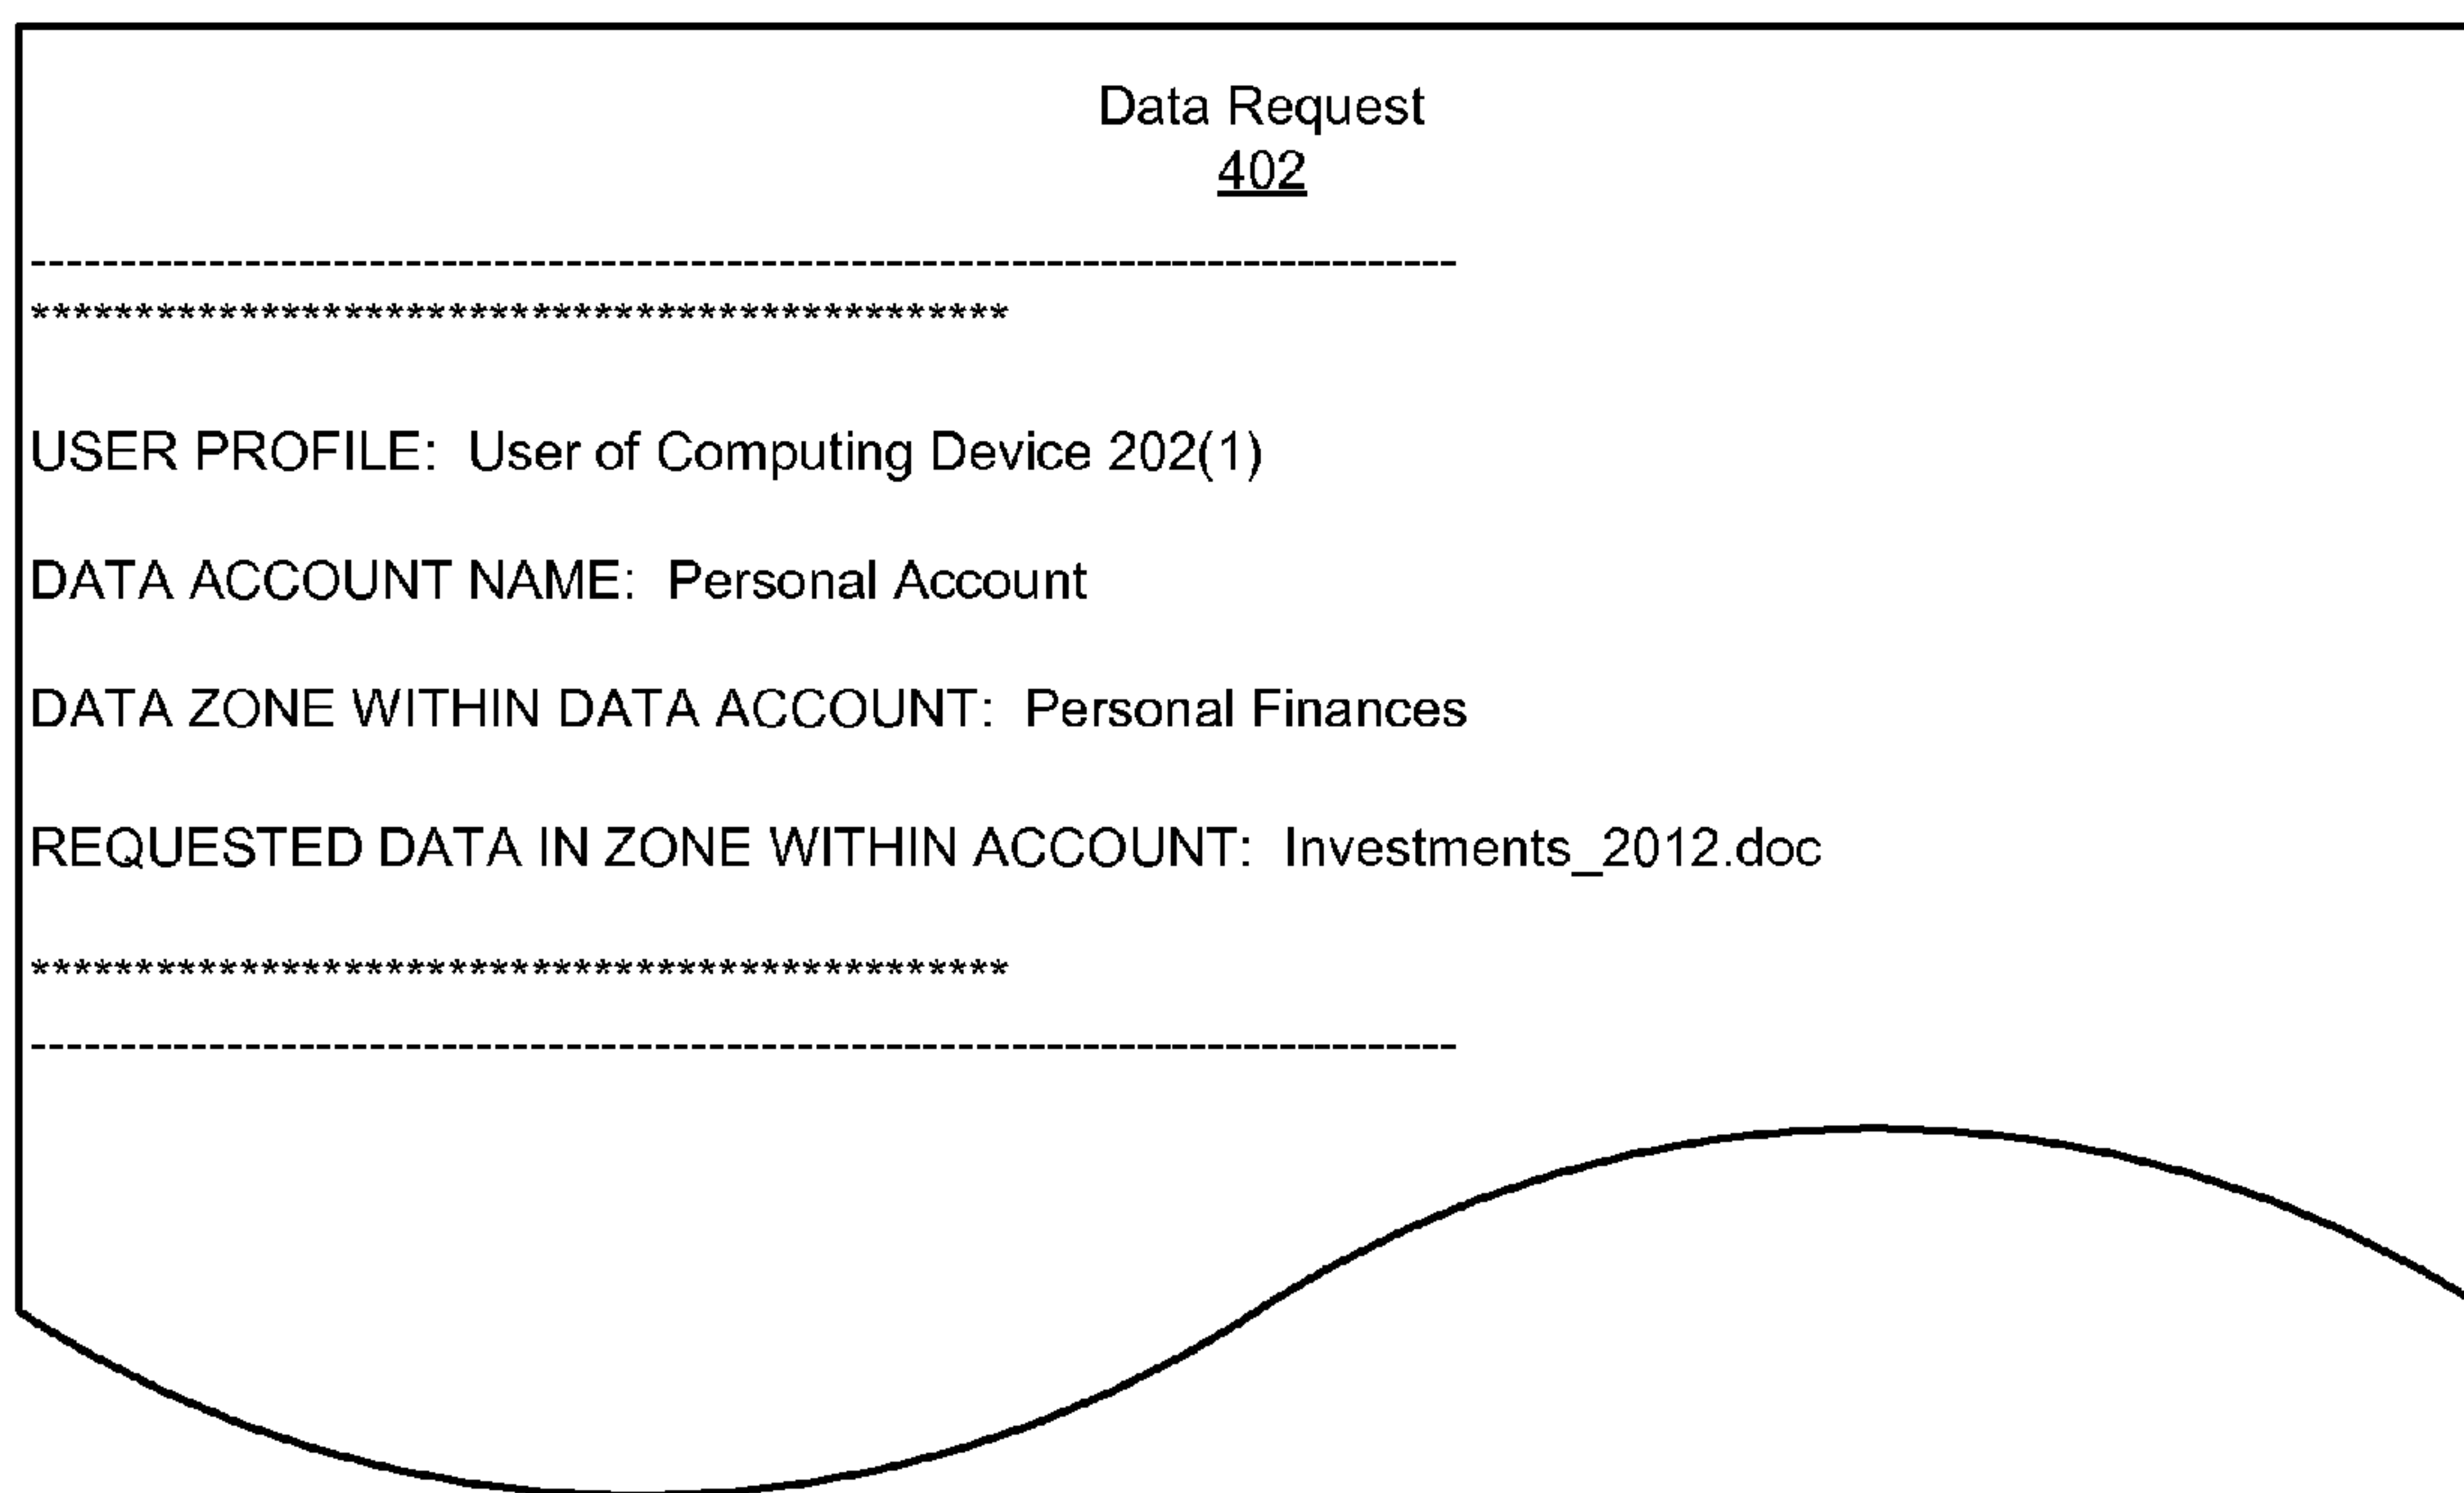 Data Request
402
--------------------------------------------------------------------------------
***********************************************
USER PROFILE: User of Computing Device 202(1)
DATA ACCOUNT NAME: Personal Account
DATA ZONE WITHIN DATA ACCOUNT: Personal Finances
REQUESTED DATA IN ZONE WITHIN ACCOUNT: Investments_2012.doc
***********************************************
--------------------------------------------------------------------------------